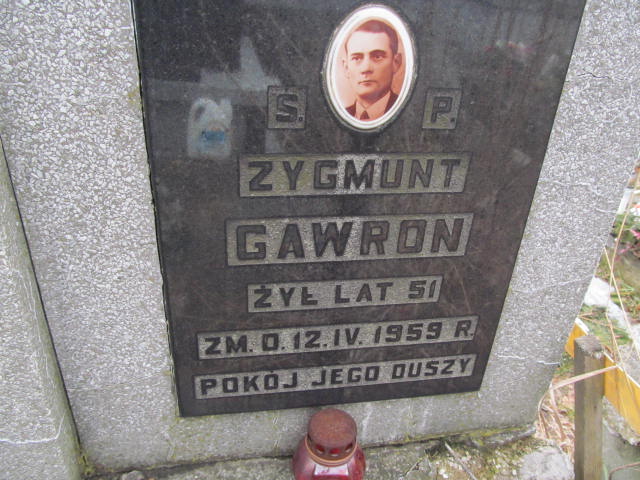 Ś. P.
ZYGMUNT
GAWRON
ŻYŁ LAT 51
ZM. D. 12. IV. 1959 R.
POKÓJ JEGO DUSZY